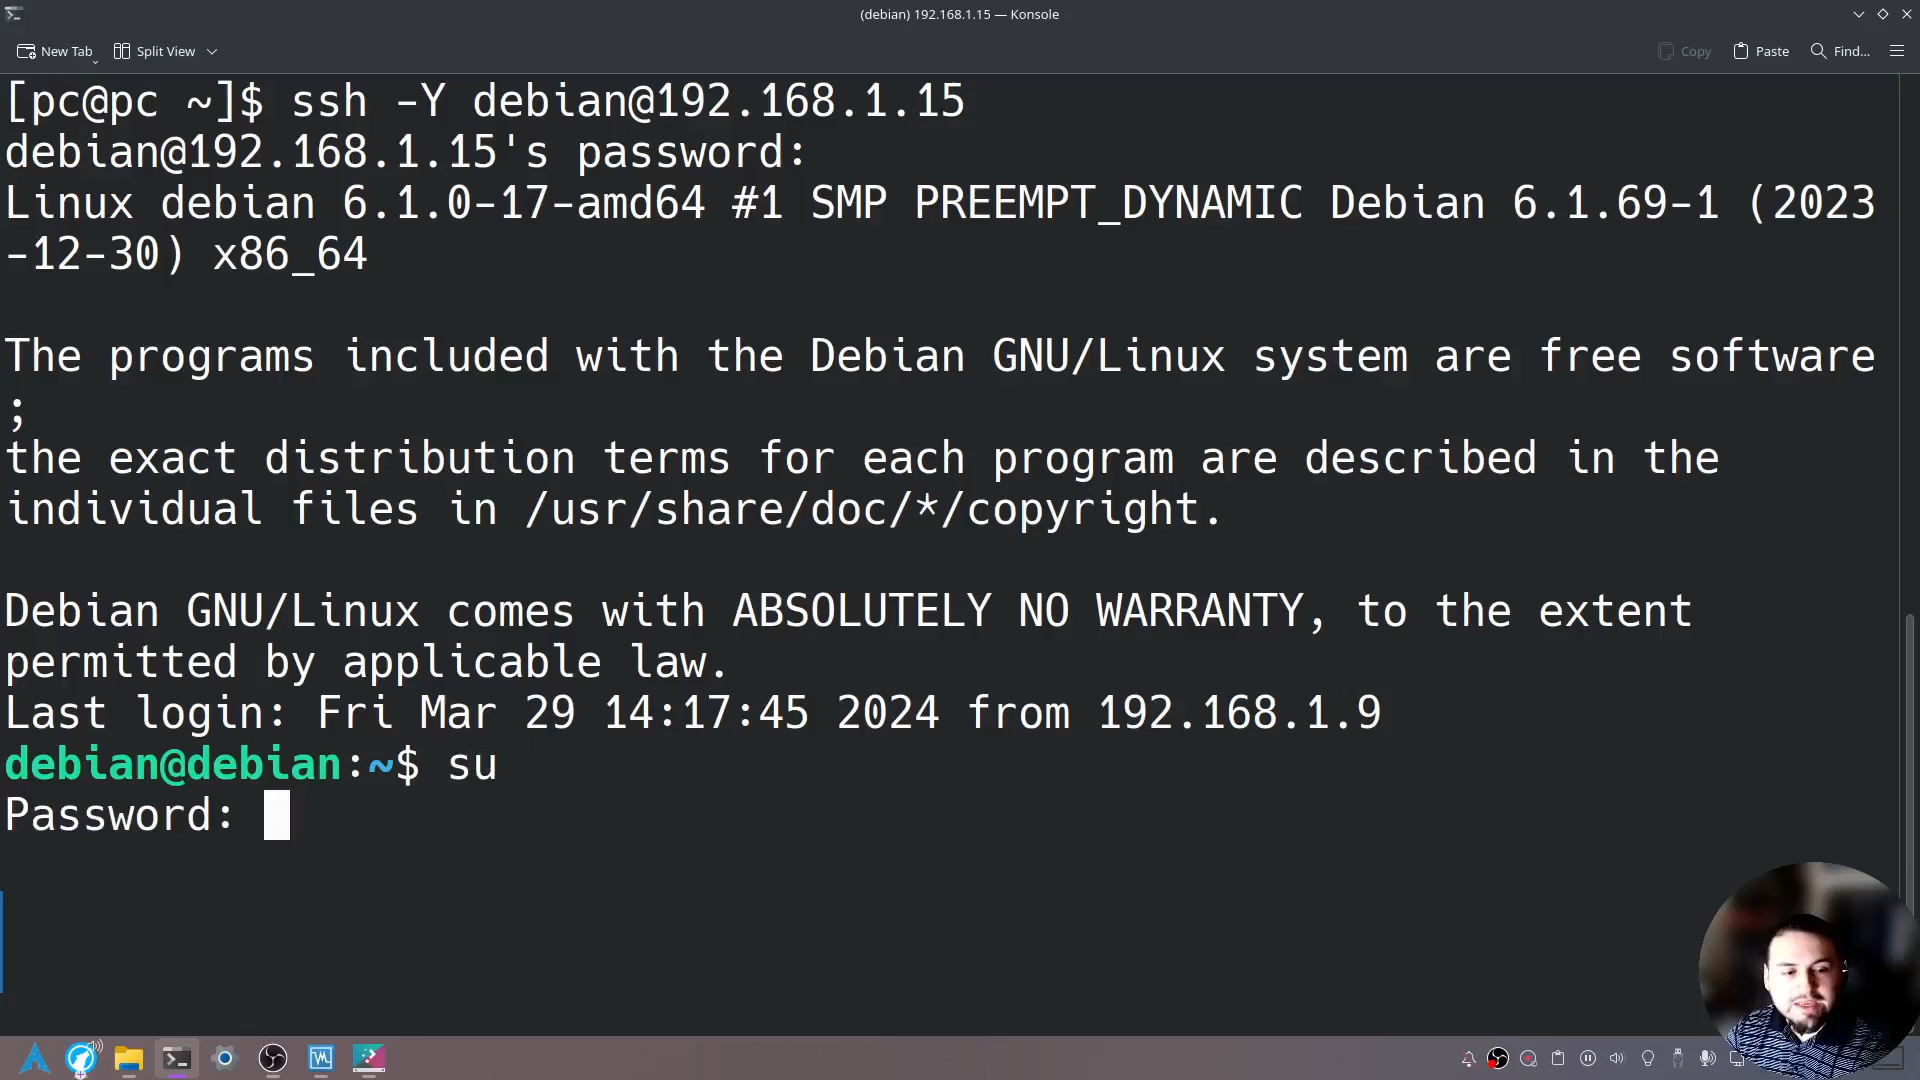 (debian) 192.168.1.15 — Konsole
New Tab Split View Copy Paste Find...
[pc@pc ~]$ ssh -Y debian@192.168.1.15
debian@192.168.1.15's password:
Linux debian 6.1.0-17-amd64 #1 SMP PREEMPT_DYNAMIC Debian 6.1.69-1 (2023
-12-30) x86_64
The programs included with the Debian GNU/Linux system are free software
;
the exact distribution terms for each program are described in the
individual files in /usr/share/doc/*/copyright.
Debian GNU/Linux comes with ABSOLUTELY NO WARRANTY, to the extent
permitted by applicable law.
Last login: Fri Mar 29 14:17:45 2024 from 192.168.1.9
debian@debian:~$ su
Password: